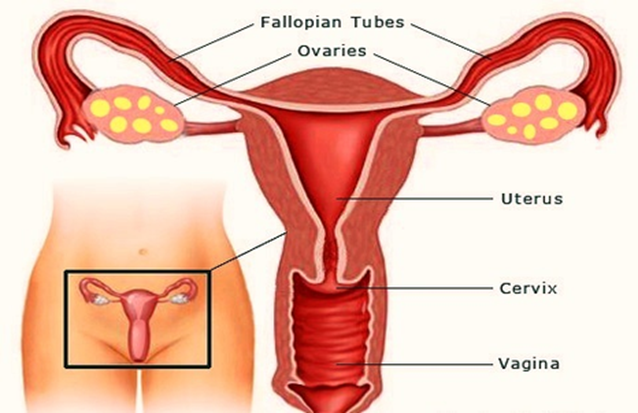 Fallopian Tubes
Ovaries
Uterus
Cervix
Vagina